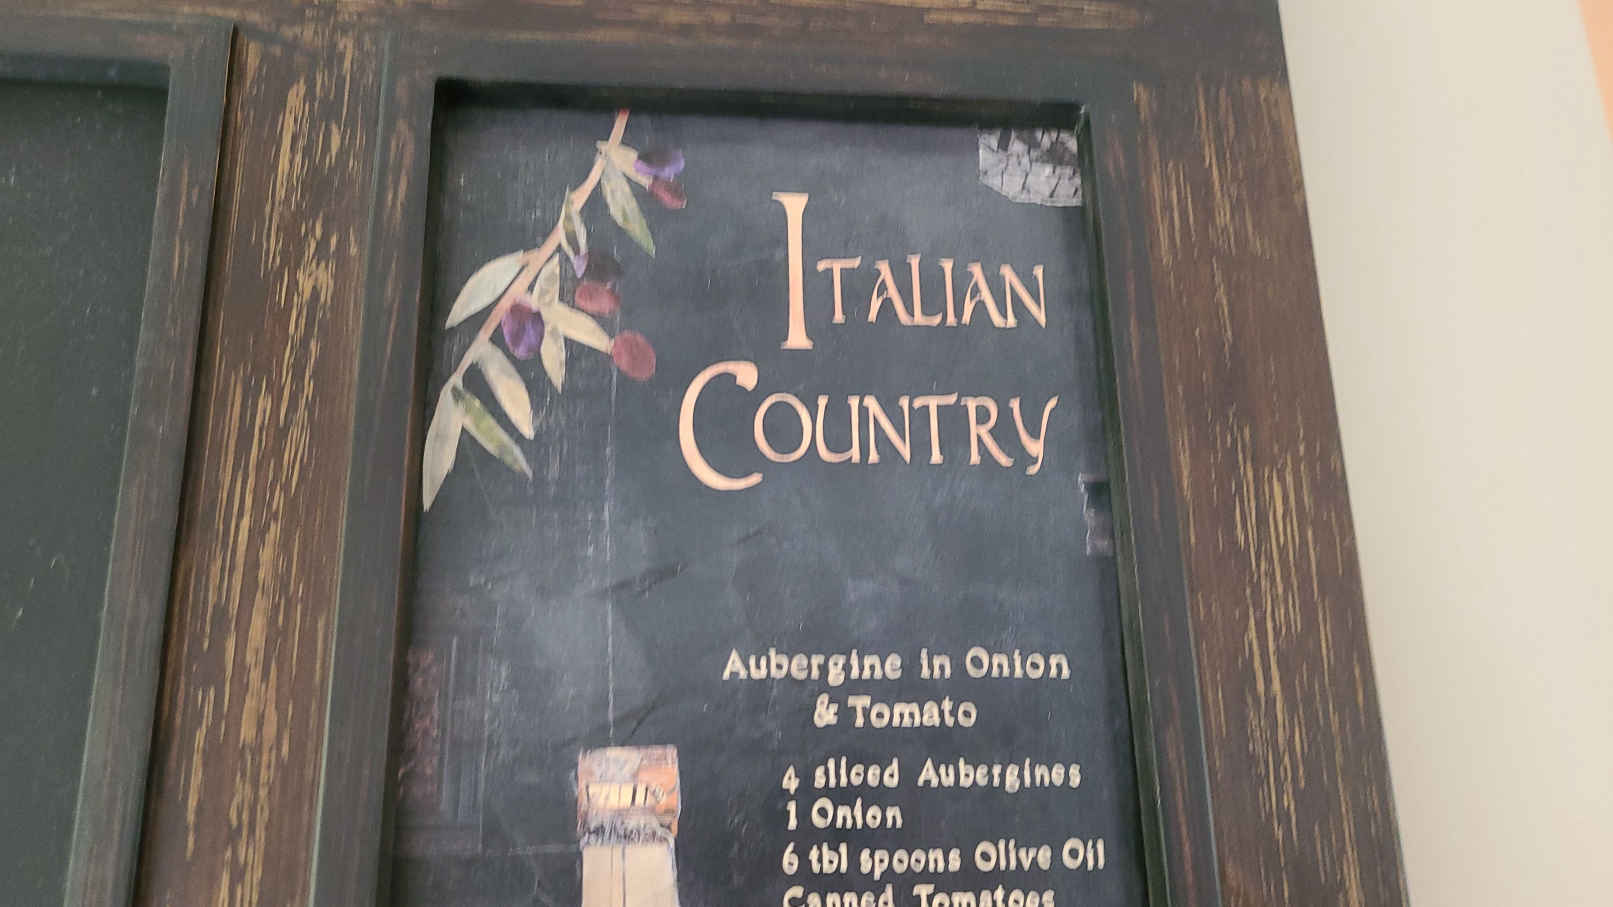 Italian
Country
Aubergine in Onion
& Tomato
4 sliced Aubergines
1 Onion
6 tbl spoons Olive Oil
Canned Tomatoes